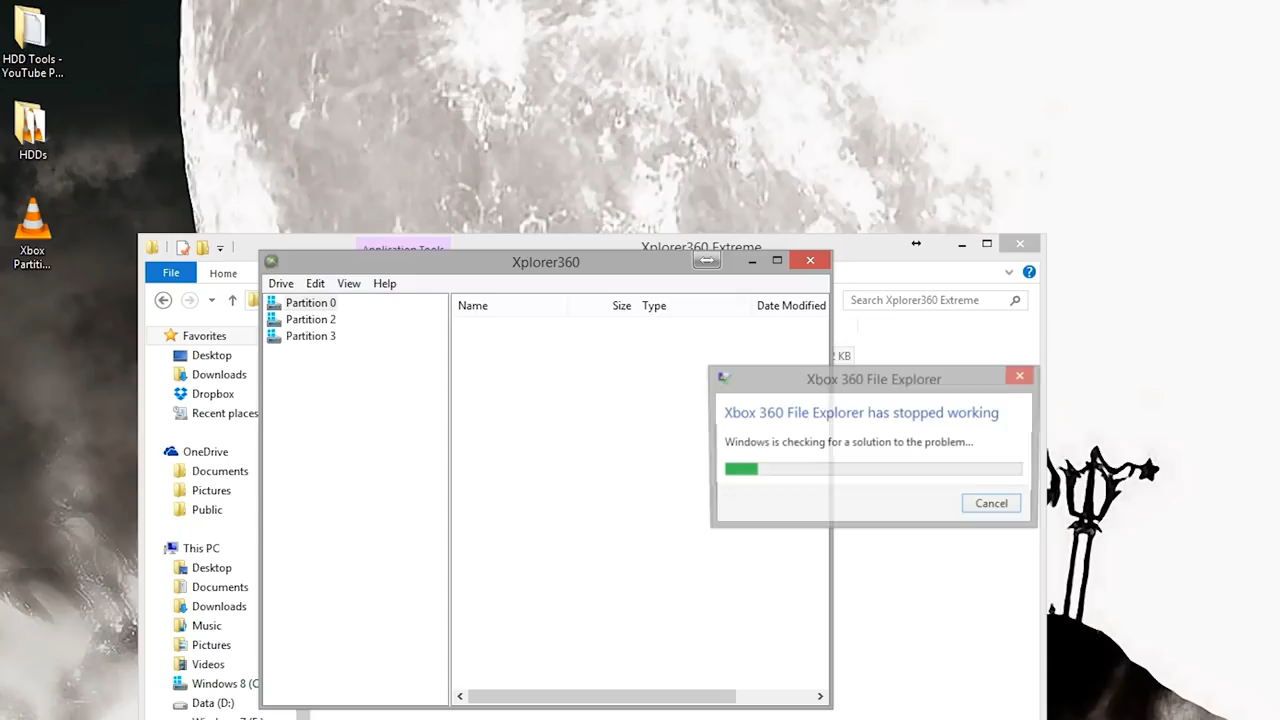 HDD Tools -
YouTube P...
HDDs
Xbox
Partiti...
Application Tools
Xplorer360 Extreme
File
Home
Search Xplorer360 Extreme
Favorites
Desktop
Downloads
Dropbox
Recent places
OneDrive
Documents
Pictures
Public
This PC
Desktop
Documents
Downloads
Music
Pictures
Videos
Windows 8 (C
Data (D:)
Xplorer360
Drive Edit View Help
Partition 0
Partition 2
Partition 3
Name Size Type Date Modified
2 KB
Xbox 360 File Explorer
Xbox 360 File Explorer has stopped working
Windows is checking for a solution to the problem...
Cancel